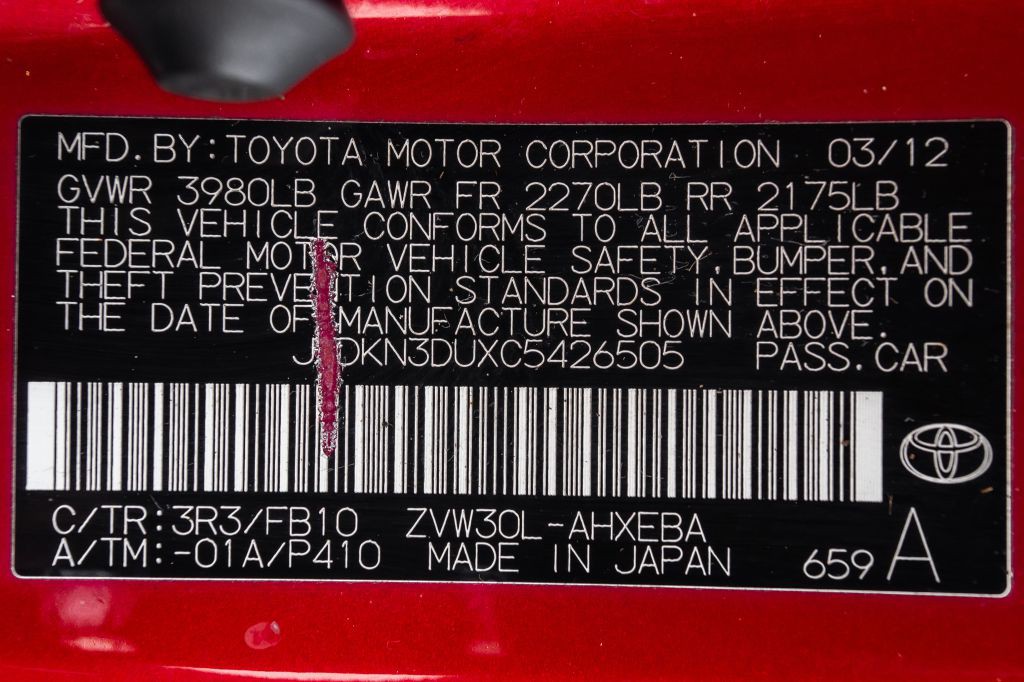 MFD. BY: TOYOTA MOTOR CORPORATION 03/12
GVWR 3980LB GAWR FR 2270LB RR 2175LB
THIS VEHICLE CONFORMS TO ALL APPLICABLE
FEDERAL MOTOR VEHICLE SAFETY, BUMPER, AND
THEFT PREVENTION STANDARDS IN EFFECT ON
THE DATE OF MANUFACTURE SHOWN ABOVE.
JTDKN3DUXC5426505 PASS. CAR
C/TR: 3R3/FB10 ZVW30L-AHXEBA
A/TM: -01A/P410 MADE IN JAPAN 659 A